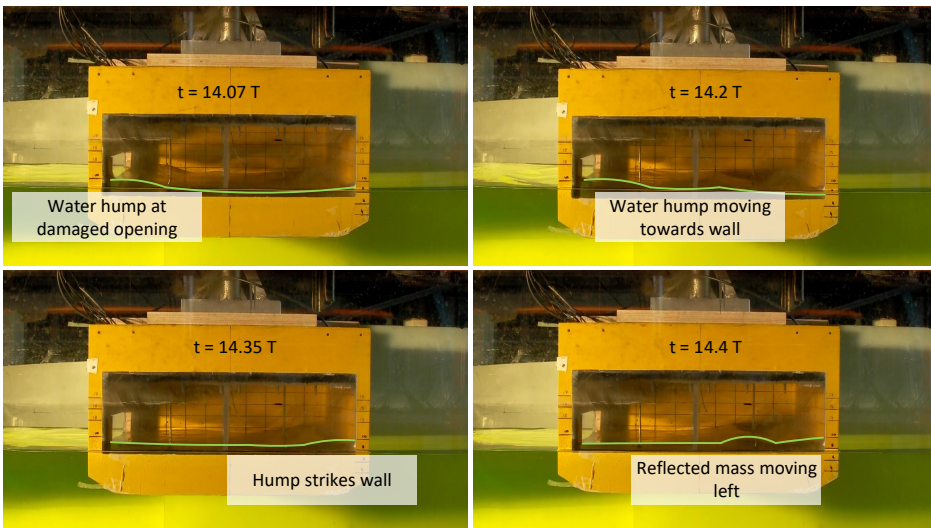 t = 14.07 T
Water hump at
damaged opening
t = 14.2 T
Water hump moving
towards wall
t = 14.35 T
Hump strikes wall
t = 14.4 T
Reflected mass moving
left